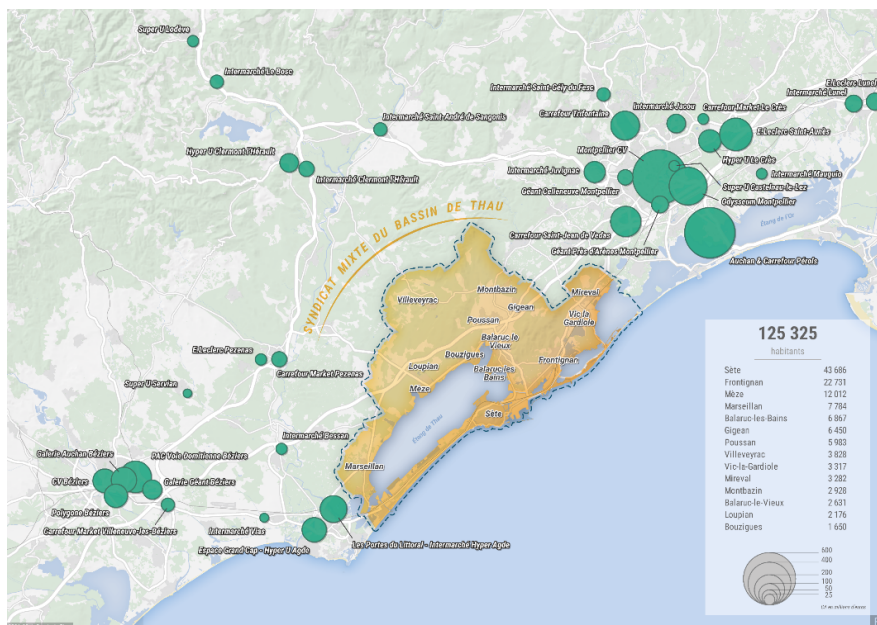 Super U Lodève
Intermarché Le Bosc
Intermarché Saint-André de Sangonis
Hyper U Clermont l'Hérault
Intermarché Clermont l'Hérault
Intermarché Saint-Gély du Fesc
Carrefour Trifontaine
Intermarché Jacou
Carrefour Market Le Crès
E.Leclerc Lunel
Intermarché Lunel
E.Leclerc Saint-Aunès
Montpellier CV
Hyper U Le Crès
Intermarché Juvignac
Intermarché Mauguio
Géant Celleneuve Montpellier
Super U Castelnau-le-Lez
Odysseum Montpellier
Carrefour Saint-Jean de Vedas
Géant Près d'Arènes Montpellier
Auchan & Carrefour Pérols
Étang de l'Or
SYNDICAT MIXTE DU BASSIN DE THAU
Mireval
Montbazin
Villeveyrac
Gigean
Vic-la
Gardiole
Poussan
Balaruc-le
Vieux
Bouzigues
Frontignan
Loupian
Balaruc-les
Bains
Mèze
Sète
Étang de Thau
Marseillan
E.Leclerc Pezenas
Carrefour Market Pezenas
Super U Servian
Intermarché Bessan
Galerie Auchan Béziers
PAC Voie Domitienne Béziers
CV Béziers
Galerie Géant Béziers
Polygone Béziers
Carrefour Market Villeneuve-les-Béziers
Intermarché Vias
Espace Grand Cap - Hyper U Agde
Les Portes du Littoral - Intermarché Hyper Agde
125 325
habitants
Sète 43 686
Frontignan 22 731
Mèze 12 012
Marseillan 7 784
Balaruc-les-Bains 6 867
Gigean 6 450
Poussan 5 983
Villeveyrac 3 828
Vic-la-Gardiole 3 317
Mireval 3 282
Montbazin 2 928
Balaruc-le-Vieux 2 631
Loupian 2 176
Bouzigues 1 650
600
400
200
100
50
25